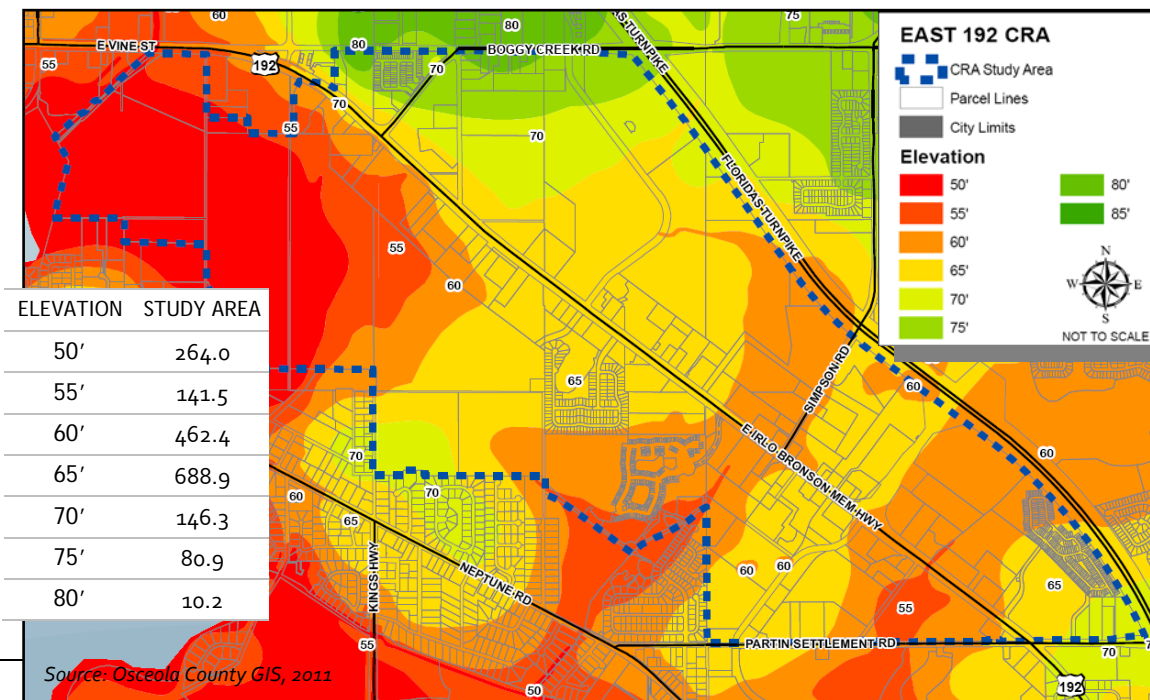 60
80
75
E VINE ST
80
BOGGY CREEK RD
AS TURNPIKE
55
192
70
70
55
70
FLORIDAS TURNPIKE
55
60
65
SIMPSON RD
60
E IRLO BRONSON MEM HWY
60
70
70
60
65
KINGS HWY
NEPTUNE RD
60
60
65
55
PARTIN SETTLEMENT RD
55
70
50
192
EAST 192 CRA
CRA Study Area
Parcel Lines
City Limits
Elevation
50'
55'
60'
65'
70'
75'
80'
85'
N
W E
S
NOT TO SCALE
ELEVATION STUDY AREA
50′ 264.0
55′ 141.5
60′ 462.4
65′ 688.9
70′ 146.3
75′ 80.9
80′ 10.2
Source: Osceola County GIS, 2011